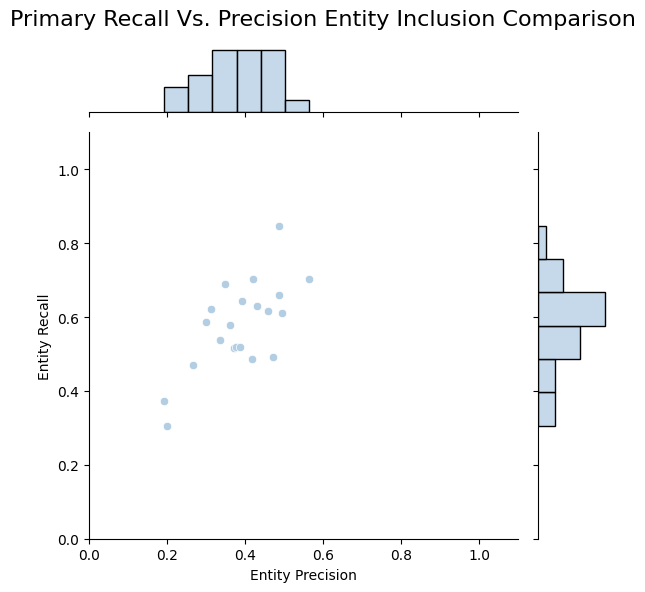 Primary Recall Vs. Precision Entity Inclusion Comparison
1.0
0.8
0.6
0.4
0.2
0.0
Entity Recall
0.0 0.2 0.4 0.6 0.8 1.0
Entity Precision